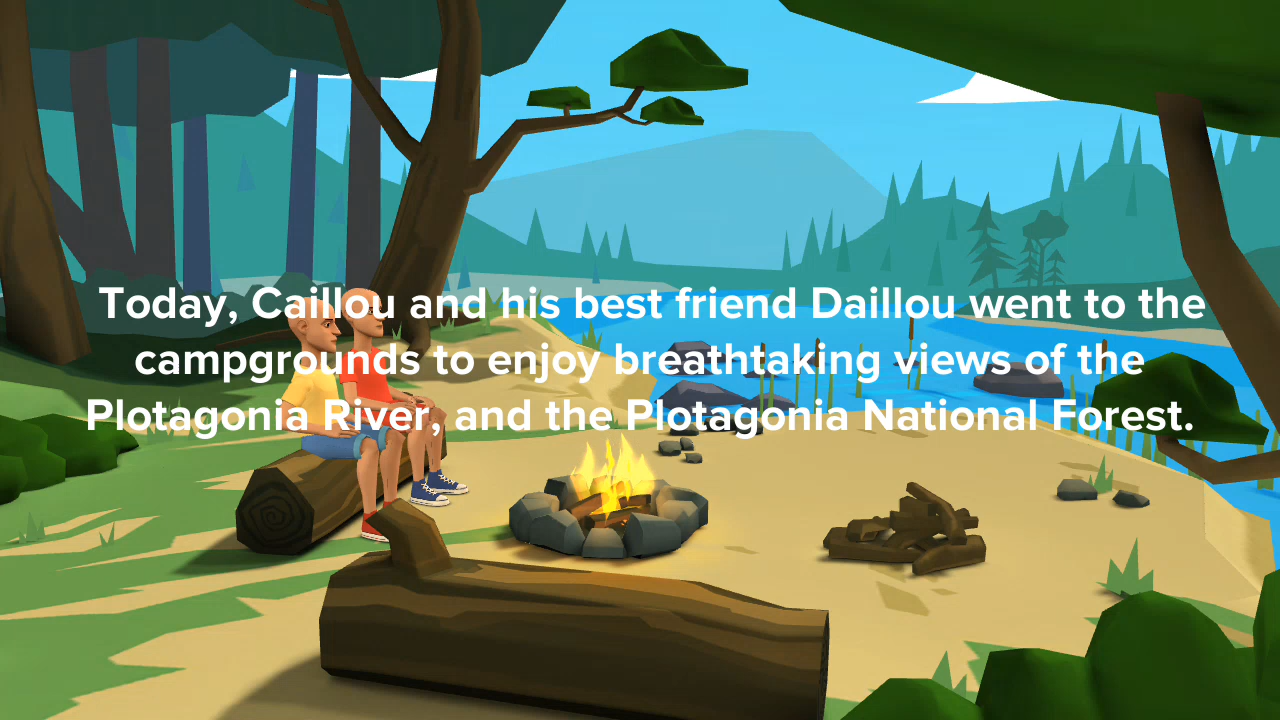 Today, Caillou and his best friend Daillou went to the
campgrounds to enjoy breathtaking views of the
Plotagonia River, and the Plotagonia National Forest.